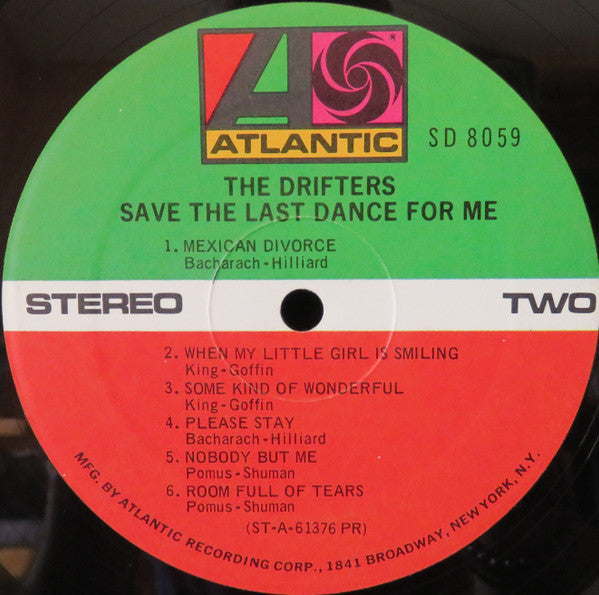 ATLANTIC
SD 8059
THE DRIFTERS
SAVE THE LAST DANCE FOR ME
1. MEXICAN DIVORCE
Bacharach-Hilliard
STEREO TWO
2. WHEN MY LITTLE GIRL IS SMILING
King-Goffin
3. SOME KIND OF WONDERFUL
King-Goffin
4. PLEASE STAY
Bacharach-Hilliard
5. NOBODY BUT ME
Pomus-Shuman
6. ROOM FULL OF TEARS
Pomus-Shuman
(ST-A-61376 PR)
MFG. BY ATLANTIC RECORDING CORP., 1841 BROADWAY, NEW YORK, N.Y.